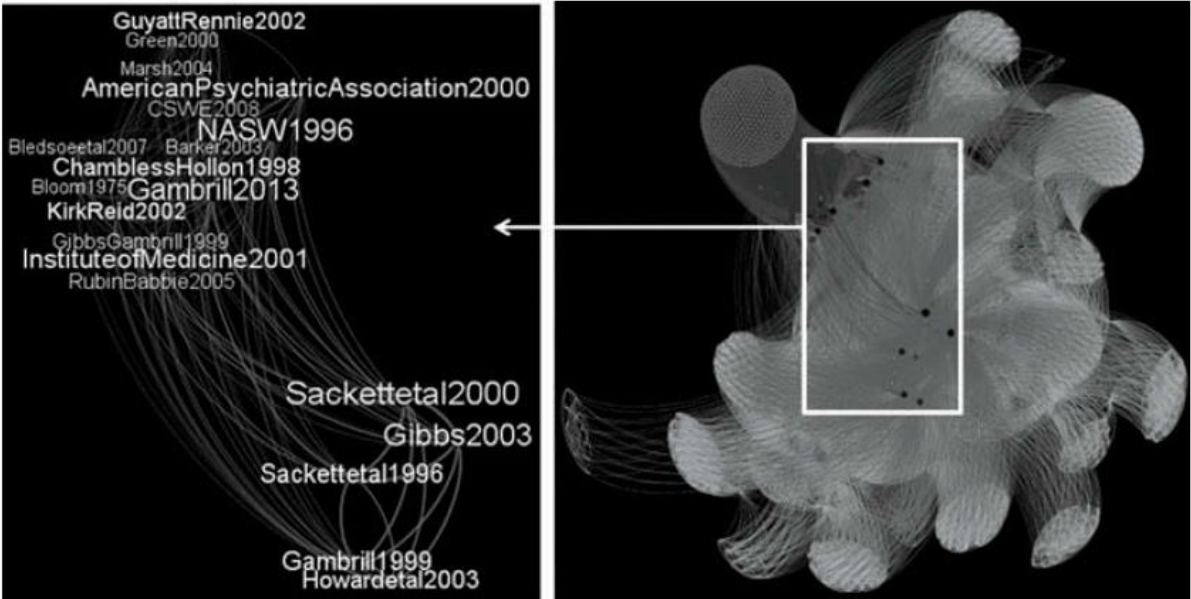 GuyattRennie2002
Green2000
Marsh2004
AmericanPsychiatricAssociation2000
CSWE2008
NASW1996
Bledsoeetal2007 Barker2003
ChamblessHollon1998
Bloom1975 Gambrill2013
KirkReid2002
GibbsGambrill1999
InstituteofMedicine2001
RubinBabbie2005
Sackettetal2000
Gibbs2003
Sackettetal1996
Gambrill1999
Howardetal2003